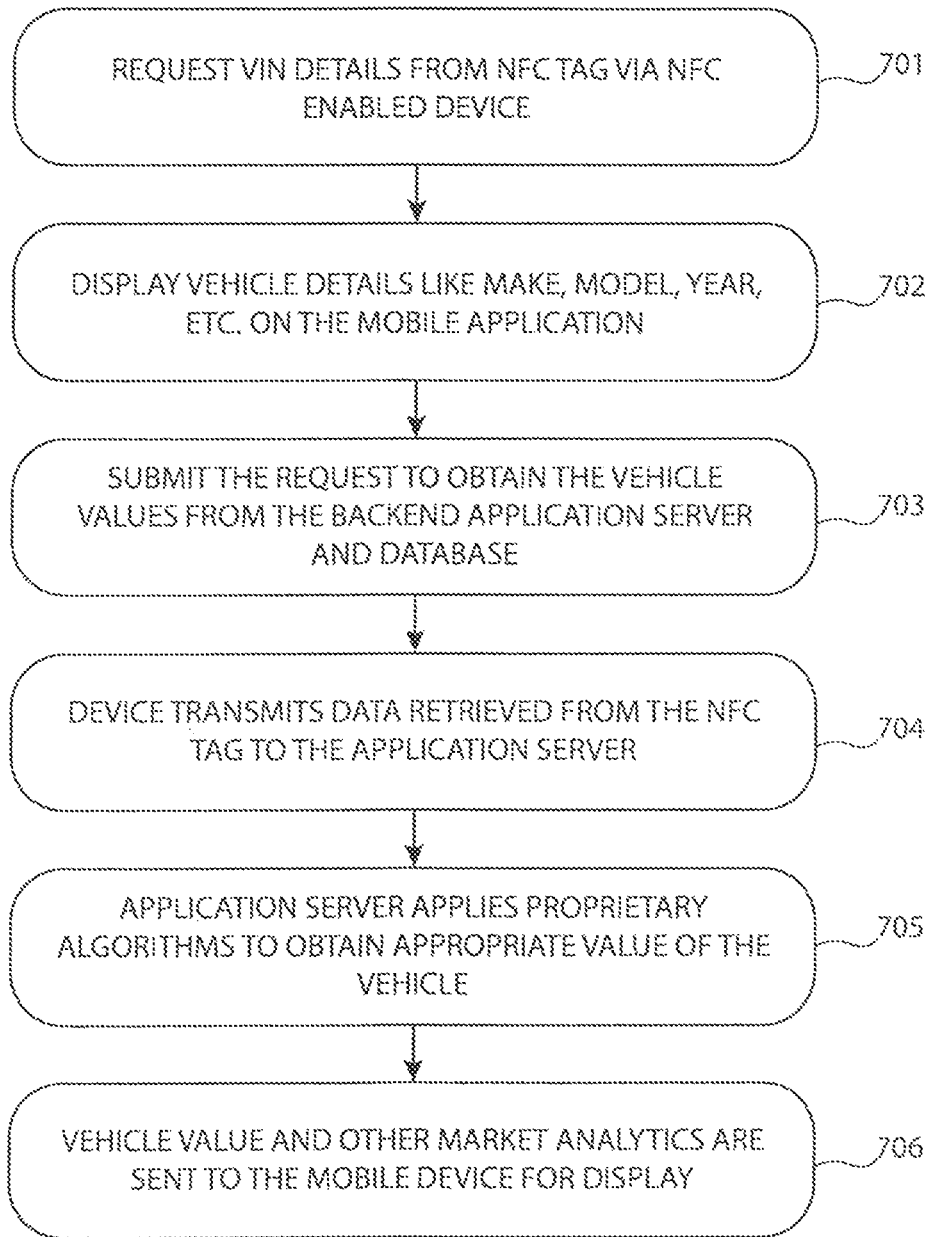 REQUEST VIN DETAILS FROM NFC TAG VIA NFC
ENABLED DEVICE
701
DISPLAY VEHICLE DETAILS LIKE MAKE, MODEL, YEAR,
ETC. ON THE MOBILE APPLICATION
702
SUBMIT THE REQUEST TO OBTAIN THE VEHICLE
VALUES FROM THE BACKEND APPLICATION SERVER
AND DATABASE
703
DEVICE TRANSMITS DATA RETRIEVED FROM THE NFC
TAG TO THE APPLICATION SERVER
704
APPLICATION SERVER APPLIES PROPRIETARY
ALGORITHMS TO OBTAIN APPROPRIATE VALUE OF THE
VEHICLE
705
VEHICLE VALUE AND OTHER MARKET ANALYTICS ARE
SENT TO THE MOBILE DEVICE FOR DISPLAY
706